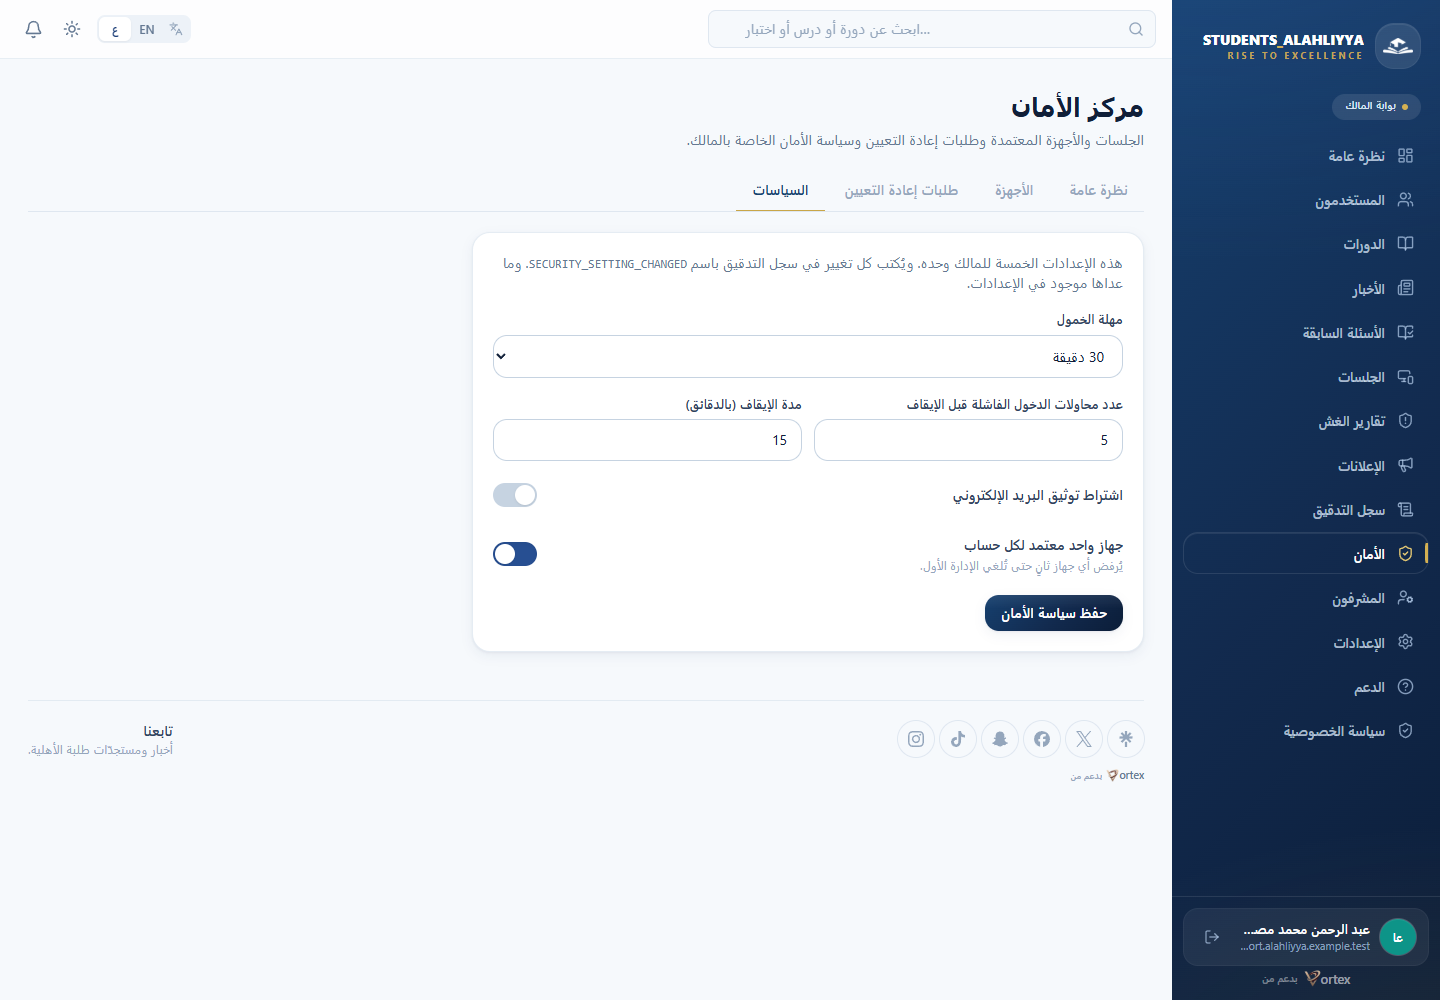 STUDENTS_ALAHLIYYA
RISE TO EXCELLENCE
بوابة المالك
نظرة عامة
المستخدمون
الدورات
الأخبار
الأسئلة السابقة
الجلسات
تقارير الغش
الإعلانات
سجل التدقيق
الأمان
المشرفون
الإعدادات
الدعم
سياسة الخصوصية
عبد الرحمن محمد مصـ...
...ort.alahliyya.example.test
يدعم من ortex
ابحث عن دورة أو درس أو اختبار...
EN
ع
مركز الأمان
الجلسات والأجهزة المعتمدة وطلبات إعادة التعيين وسياسة الأمان الخاصة بالمالك.
نظرة عامة
الأجهزة
طلبات إعادة التعيين
السياسات
هذه الإعدادات الخمسة للمالك وحده. ويُكتب كل تغيير في سجل التدقيق باسم SECURITY_SETTING_CHANGED. وما
عداها موجود في الإعدادات.
مهلة الخمول
30 دقيقة
عدد محاولات الدخول الفاشلة قبل الإيقاف
مدة الإيقاف (بالدقائق)
5
15
اشتراط توثيق البريد الإلكتروني
جهاز واحد معتمد لكل حساب
يُرفض أي جهاز ثانٍ حتى تُلغي الإدارة الأول.
حفظ سياسة الأمان
تابعنا
أخبار ومستجدّات طلبة الأهلية.
يدعم من ortex
عا